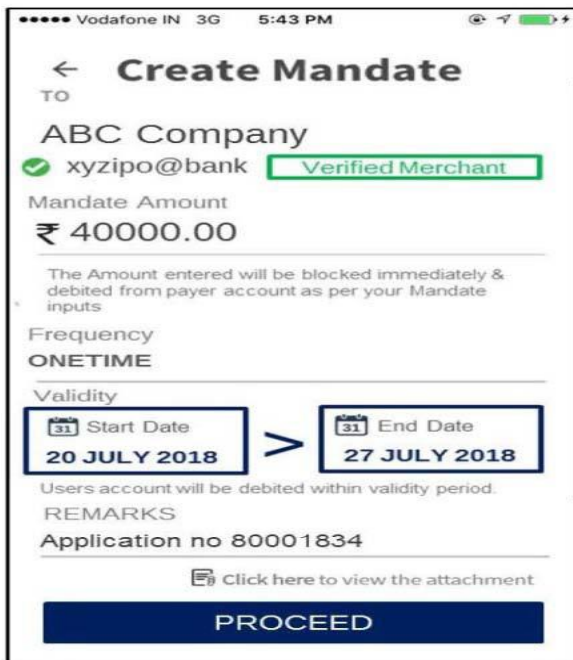 Vodafone IN 3G 5:43 PM
← Create Mandate
TO
ABC Company
xyzipo@bank Verified Merchant
Mandate Amount
₹ 40000.00
The Amount entered will be blocked immediately &
debited from payer account as per your Mandate
inputs
Frequency
ONETIME
Validity
31 Start Date > 31 End Date
20 JULY 2018 27 JULY 2018
Users account will be debited within validity period.
REMARKS
Application no 80001834
Click here to view the attachment
PROCEED